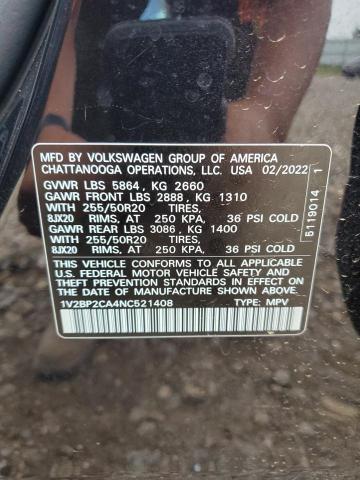 MFD BY VOLKSWAGEN GROUP OF AMERICA
CHATTANOOGA OPERATIONS, LLC. USA 02/2022
GVWR LBS 5864, KG 2660
GAWR FRONT LBS 2888, KG 1310
WITH 255/50R20 TIRES,
8JX20 RIMS, AT 250 KPA, 36 PSI COLD
GAWR REAR LBS 3086, KG 1400
WITH 255/50R20 TIRES,
8JX20 RIMS, AT 250 KPA, 36 PSI COLD
THIS VEHICLE CONFORMS TO ALL APPLICABLE
U.S. FEDERAL MOTOR VEHICLE SAFETY AND
THEFT PREVENTION STANDARDS IN EFFECT ON THE
DATE OF MANUFACTURE SHOWN ABOVE.
1V2BP2CA4NC521408 TYPE: MPV
5119014 1